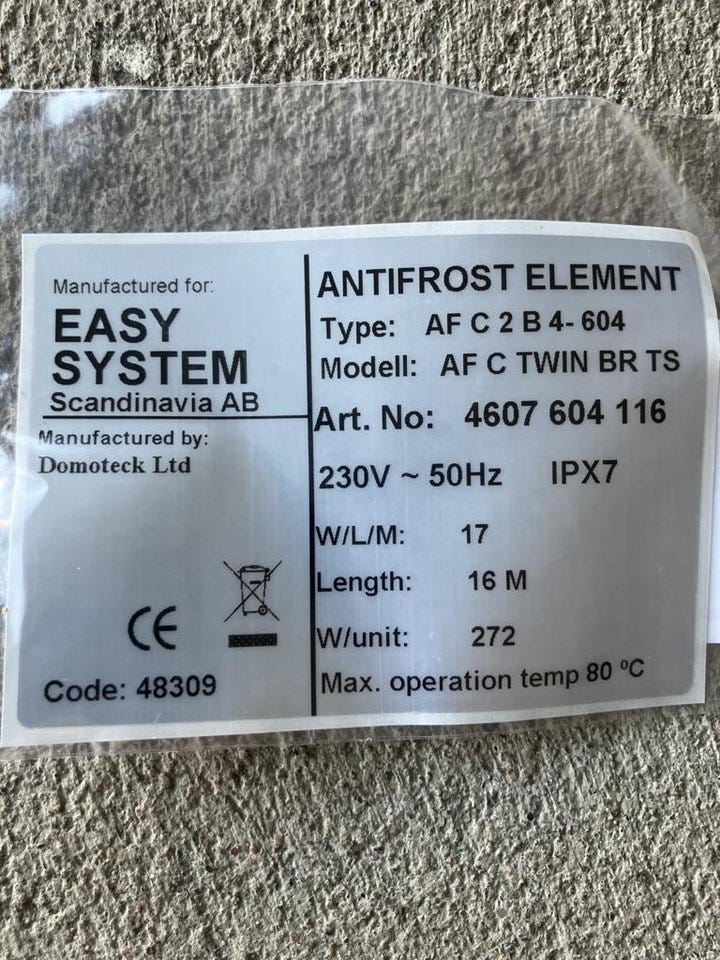 Manufactured for:
EASY
SYSTEM
Scandinavia AB
Manufactured by:
Domoteck Ltd
CE
Code: 48309
ANTIFROST ELEMENT
Type: AF C 2 B 4- 604
Modell: AF C TWIN BR TS
Art. No: 4607 604 116
230V ~ 50Hz IPX7
W/L/M: 17
Length: 16 M
W/unit: 272
Max. operation temp 80 ºC